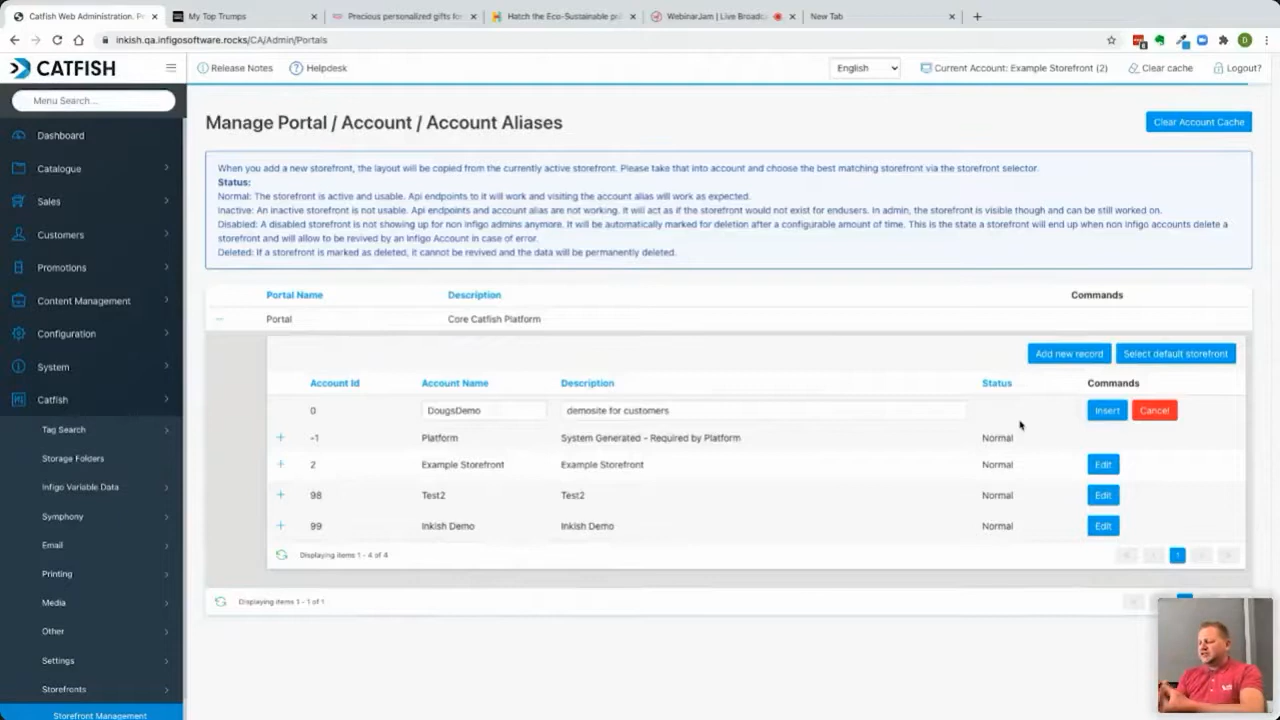 Catfish Web Administration. P
My Top Trumps
Precious personalized gifts for
Hatch the Eco-Sustainable pr
WebinarJam | Live Broadca
New Tab
inkish.qa.infigosoftware.rocks/CA/Admin/Portals
CATFISH
Release Notes
Helpdesk
English
Current Account: Example Storefront (2)
Clear cache
Logout?
Menu Search...
Dashboard
Catalogue
Sales
Customers
Promotions
Content Management
Configuration
System
Catfish
Tag Search
Storage Folders
Infigo Variable Data
Symphony
Email
Printing
Media
Other
Settings
Storefronts
Storefront Management
Manage Portal / Account / Account Aliases
Clear Account Cache
When you add a new storefront, the layout will be copied from the currently active storefront. Please take that into account and choose the best matching storefront via the storefront selector.
Status:
Normal: The storefront is active and usable. Api endpoints to it will work and visiting the account alias will work as expected.
Inactive: An inactive storefront is not usable. Api endpoints and account alias are not working. It will act as if the storefront would not exist for endusers. In admin, the storefront is visible though and can be still worked on.
Disabled: A disabled storefront is not showing up for non infigo admins anymore. It will be automatically marked for deletion after a configurable amount of time. This is the state a storefront will end up when non infigo accounts delete a
storefront and will allow to be revived by an Infigo Account in case of error.
Deleted: If a storefront is marked as deleted, it cannot be revived and the data will be permanently deleted.
Portal Name Description Commands
Portal Core Catfish Platform
Add new record Select default storefront
Account Id Account Name Description Status Commands
0 DougsDemo demosite for customers Insert Cancel
-1 Platform System Generated - Required by Platform Normal
2 Example Storefront Example Storefront Normal Edit
98 Test2 Test2 Normal Edit
99 Inkish Demo Inkish Demo Normal Edit
Displaying items 1 - 4 of 4
1
Displaying items 1 - 1 of 1